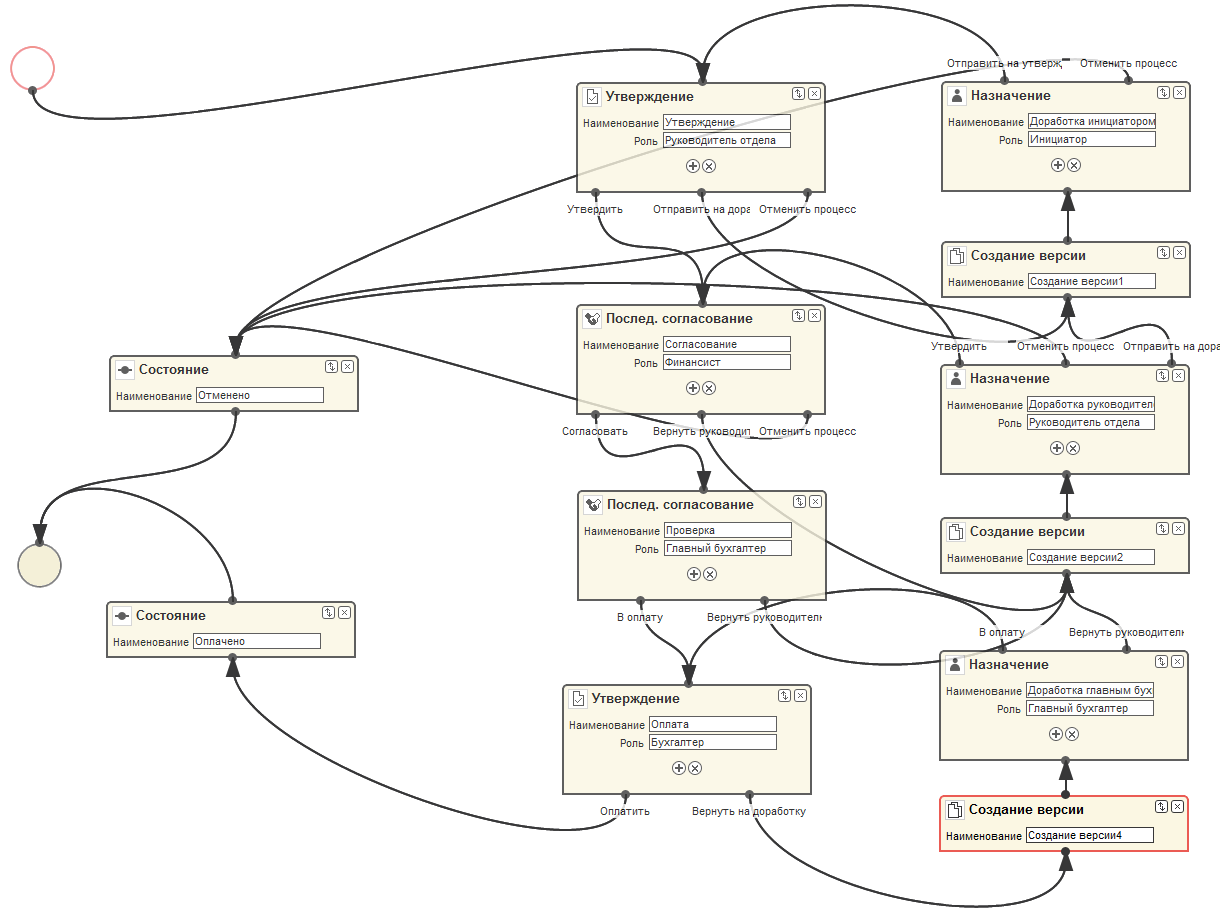 Отправить на утверж
Отменить процесс
Утверждение
Наименование Утверждение
Роль Руководитель отдела
Утвердить
Отправить на дора
Отменить процесс
Назначение
Наименование Доработка инициатором
Роль Инициатор
Создание версии
Наименование Создание версии1
Послед. согласование
Наименование Согласование
Роль Финансист
Согласовать
Вернуть руководит
Отменить процесс
Утвердить
Отменить процесс
Отправить на дора
Назначение
Наименование Доработка руководител
Роль Руководитель отдела
Состояние
Наименование Отменено
Послед. согласование
Наименование Проверка
Роль Главный бухгалтер
В оплату
Вернуть руководителю
Создание версии
Наименование Создание версии2
Состояние
Наименование Оплачено
В оплату
Вернуть руководителю
Утверждение
Наименование Оплата
Роль Бухгалтер
Оплатить
Вернуть на доработку
Назначение
Наименование Доработка главным бух
Роль Главный бухгалтер
Создание версии
Наименование Создание версии4